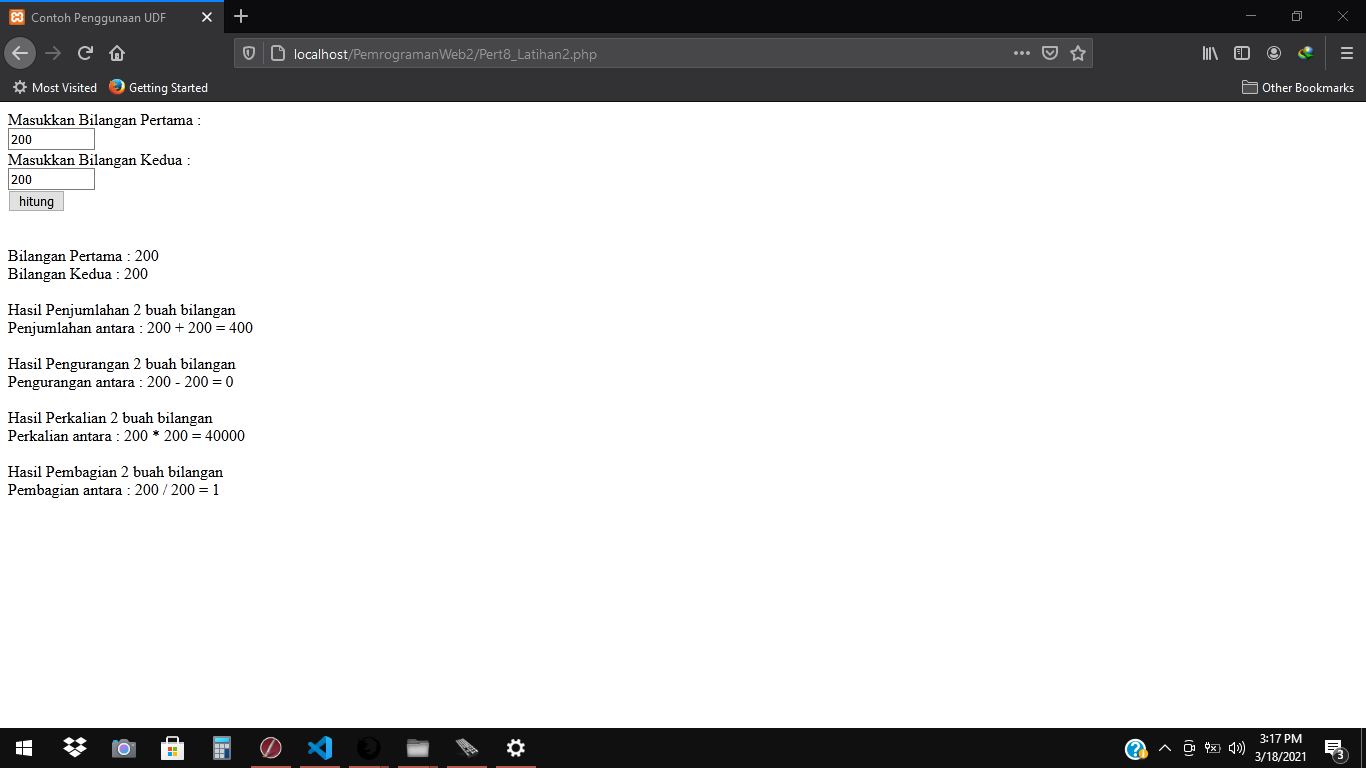 Contoh Penggunaan UDF
localhost/PemrogramanWeb2/Pert8_Latihan2.php
Most Visited
Getting Started
Other Bookmarks
Masukkan Bilangan Pertama :
200
Masukkan Bilangan Kedua :
200
hitung
Bilangan Pertama : 200
Bilangan Kedua : 200
Hasil Penjumlahan 2 buah bilangan
Penjumlahan antara : 200 + 200 = 400
Hasil Pengurangan 2 buah bilangan
Pengurangan antara : 200 - 200 = 0
Hasil Perkalian 2 buah bilangan
Perkalian antara : 200 * 200 = 40000
Hasil Pembagian 2 buah bilangan
Pembagian antara : 200 / 200 = 1
3:17 PM
3/18/2021
3